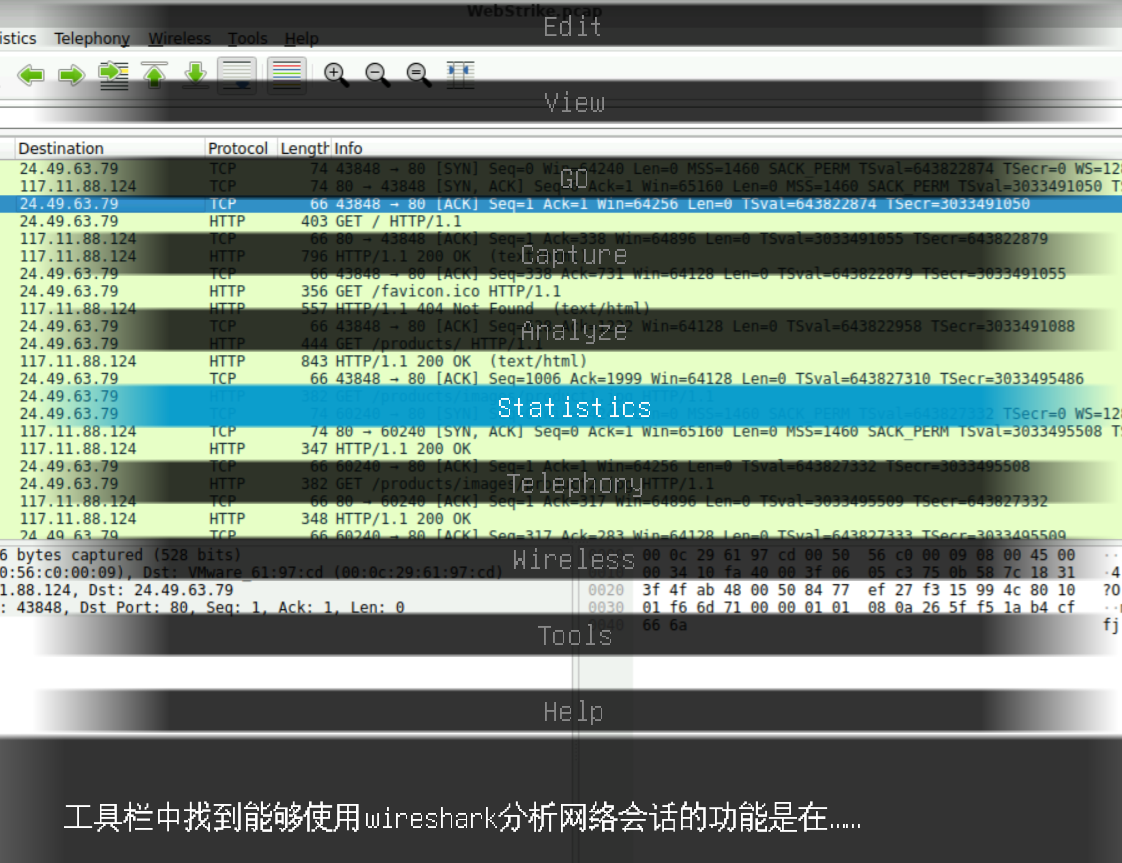 WebStrike.pcap
Edit
istics Telephony Wireless Tools Help
View
Destination Protocol Length Info
24.49.63.79 TCP 74 43848 → 80 [SYN] Seq=0 Win=64240 Len=0 MSS=1460 SACK_PERM TSval=643822874 TSecr=0 WS=128
GO
117.11.88.124 TCP 74 80 → 43848 [SYN, ACK] Ack=1 Win=65160 Len=0 MSS=1460 SACK_PERM TSval=3033491050
24.49.63.79 TCP 66 43848 → 80 [ACK] Seq=1 Ack=1 Win=64256 Len=0 TSval=643822874 TSecr=3033491050
24.49.63.79 HTTP 403 GET / HTTP/1.1
117.11.88.124 TCP 66 80 → 43848 [ACK] Seq=1 Ack=338 Win=64896 Len=0 TSval=3033491055 TSecr=643822879
Capture
117.11.88.124 HTTP 796 HTTP/1.1 200 OK
24.49.63.79 TCP 66 43848 → 80 [ACK] Seq=338 Ack=731 Win=64128 Len=0 TSval=643822879 TSecr=3033491055
24.49.63.79 HTTP 356 GET /favicon.ico HTTP/1.1
117.11.88.124 HTTP 557 HTTP/1.1 404 Not Found (text/html)
24.49.63.79 TCP 66 43848 → 80 [ACK] Win=64128 Len=0 TSval=643822958 TSecr=3033491088
Analyze
24.49.63.79 HTTP 444 GET /products/ HTTP/1.1
117.11.88.124 HTTP 843 HTTP/1.1 200 OK (text/html)
24.49.63.79 TCP 66 43848 → 80 [ACK] Seq=1006 Ack=1999 Win=64128 Len=0 TSval=643827310 TSecr=3033495486
24.49.63.79 HTTP 382
Statistics
24.49.63.79 TCP 74 60240 → 80 [SYN] Len=0 MSS=1460 SACK_PERM TSval=643827332 TSecr=0 WS=128
117.11.88.124 TCP 74 80 → 60240 [SYN, ACK] Seq=0 Ack=1 Win=65160 Len=0 MSS=1460 SACK_PERM TSval=3033495508
117.11.88.124 HTTP 347 HTTP/1.1 200 OK
24.49.63.79 TCP 66 60240 → 80 [ACK] Seq=1 Ack=1 Win=64256 Len=0 TSval=643827332 TSecr=3033495508
24.49.63.79 HTTP 382 GET HTTP/1.1
Telephony
117.11.88.124 TCP 66 80 → 60240 [ACK] Seq=1 Ack=317 Win=64896 Len=0 TSval=3033495509 TSecr=643827332
117.11.88.124 HTTP 348 HTTP/1.1 200 OK
24.49.63.79 TCP 66 60240 → 80 [ACK] Seq=317 Ack=283 Win=64128 Len=0 TSval=643827333 TSecr=3033495509
6 bytes captured (528 bits) 00 0c 29 61 97 cd 00 50 56 c0 00 09 08 00 45 00
Wireless
0:56:c0:00:09), Dst: VMware_61:97:cd (00:0c:29:61:97:cd) 00 34 10 fa 40 00 3f 06 05 c3 75 0b 58 7c 18 31 ·4
1.88.124, Dst: 24.49.63.79 0020 3f 4f ab 48 00 50 84 77 ef 27 f3 15 99 4c 80 10 ?O
: 43848, Dst Port: 80, Seq: 1, Ack: 1, Len: 0 0030 01 f6 6d 71 00 00 01 01 08 0a 26 5f f5 1a b4 cf
0040 66 6a fj
Tools
Help
工具栏中找到能够使用wireshark分析网络会话的功能是在……